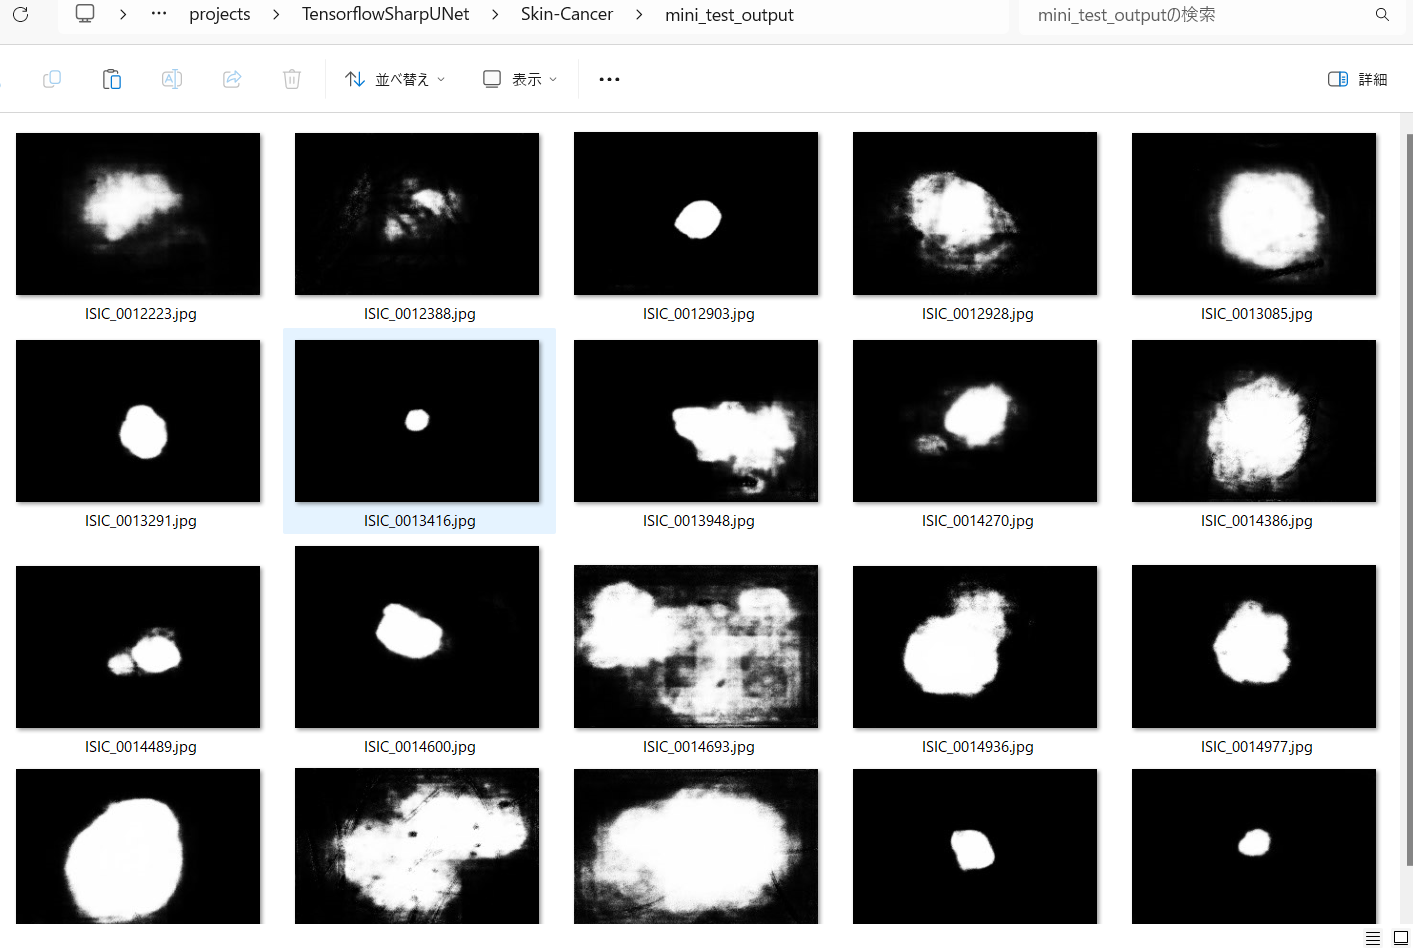 projects > TensorflowSharpUNet > Skin-Cancer > mini_test_output
mini_test_outputの検索
並べ替え
表示
詳細
ISIC_0012223.jpg
ISIC_0012388.jpg
ISIC_0012903.jpg
ISIC_0012928.jpg
ISIC_0013085.jpg
ISIC_0013291.jpg
ISIC_0013416.jpg
ISIC_0013948.jpg
ISIC_0014270.jpg
ISIC_0014386.jpg
ISIC_0014489.jpg
ISIC_0014600.jpg
ISIC_0014693.jpg
ISIC_0014936.jpg
ISIC_0014977.jpg